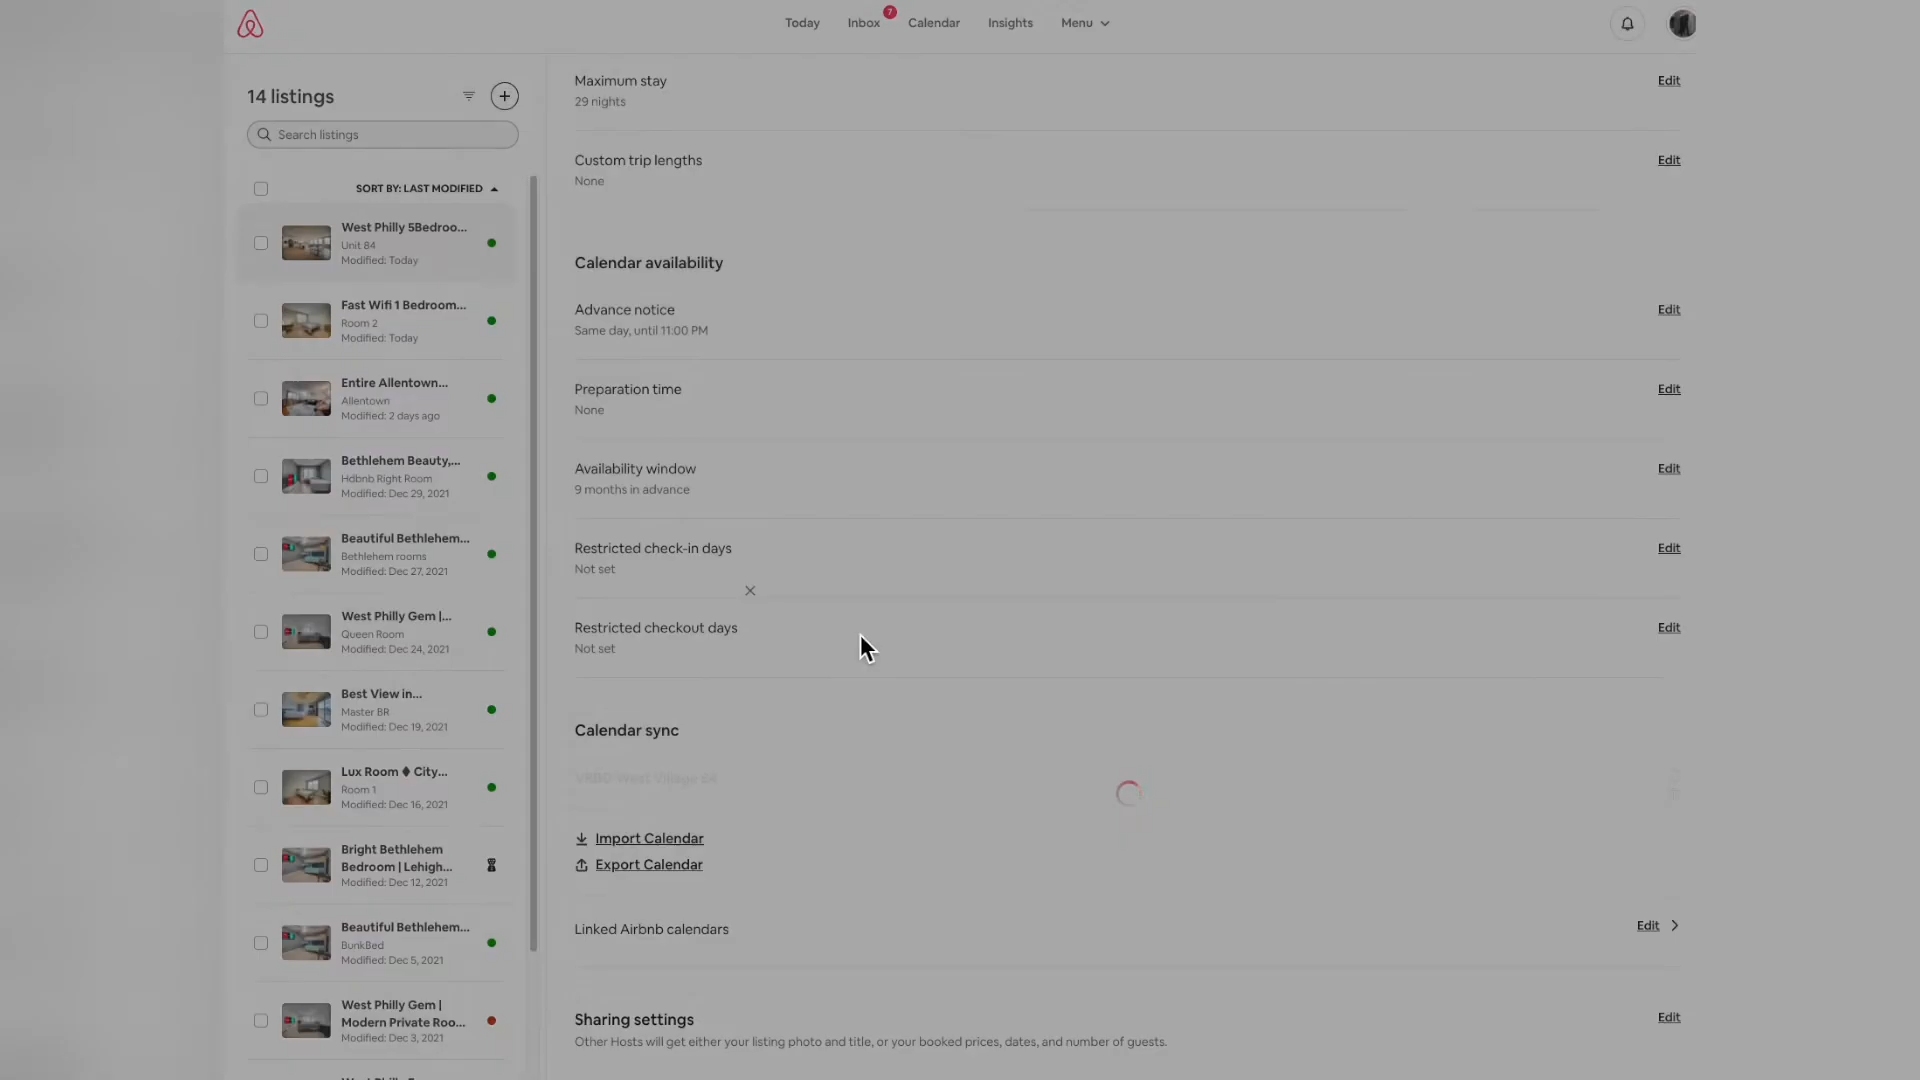 Today
Inbox
7
Calendar
Insights
Menu
14 listings
Search listings
SORT BY: LAST MODIFIED
West Philly 5Bedroo...
Unit 84
Modified: Today
Fast Wifi 1 Bedroom...
Room 2
Modified: Today
Entire Allentown...
Allentown
Modified: 2 days ago
Bethlehem Beauty,...
Hdbnb Right Room
Modified: Dec 29, 2021
Beautiful Bethlehem...
Bethlehem rooms
Modified: Dec 27, 2021
West Philly Gem |...
Queen Room
Modified: Dec 24, 2021
Best View in...
Master BR
Modified: Dec 19, 2021
Lux Room ♦ City...
Room 1
Modified: Dec 16, 2021
Bright Bethlehem
Bedroom | Lehigh...
Modified: Dec 12, 2021
Beautiful Bethlehem...
BunkBed
Modified: Dec 5, 2021
West Philly Gem |
Modern Private Roo...
Modified: Dec 3, 2021
Maximum stay
Edit
29 nights
Custom trip lengths
Edit
None
Calendar availability
Advance notice
Edit
Same day, until 11:00 PM
Preparation time
Edit
None
Availability window
Edit
9 months in advance
Restricted check-in days
Edit
Not set
Restricted checkout days
Edit
Not set
Calendar sync
VRBO West Village 84
Import Calendar
Export Calendar
Linked Airbnb calendars
Edit
Sharing settings
Edit
Other Hosts will get either your listing photo and title, or your booked prices, dates, and number of guests.